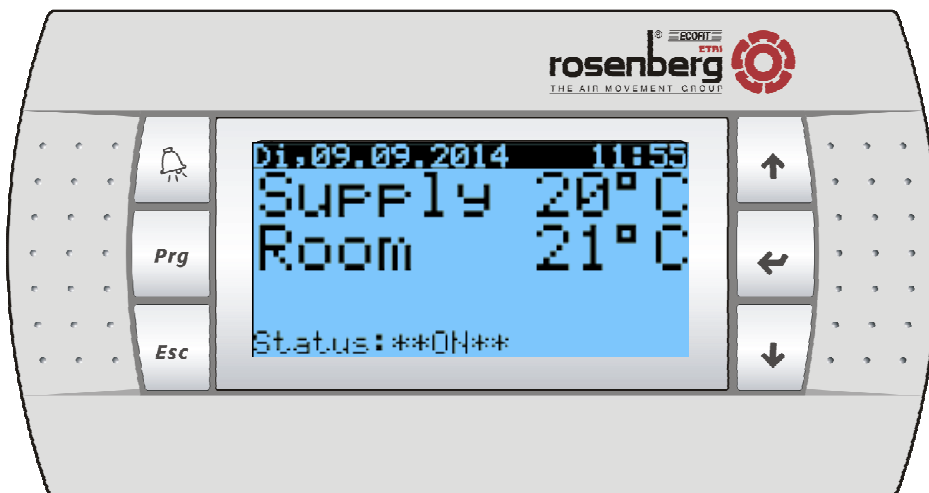 ECOFIT
ETRI
rosenberg®
THE AIR MOVEMENT GROUP
Di,09.09.2014 11:55
Supply 20°C
Room 21°C
Status:**ON**
Prg
Esc